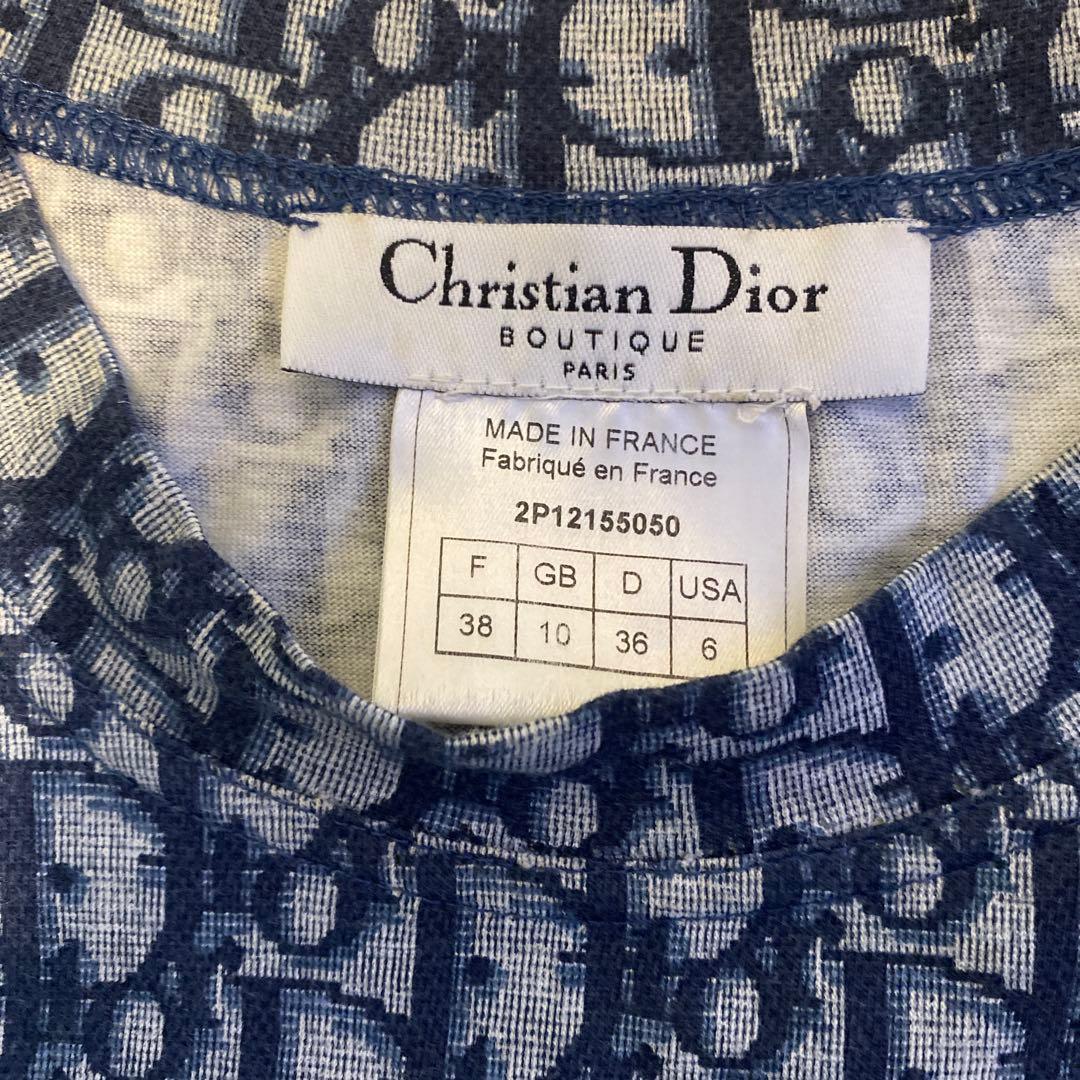 Christian Dior
BOUTIQUE
PARIS
MADE IN FRANCE
Fabriqué en France
2P12155050
F GB D USA
38 10 36 6